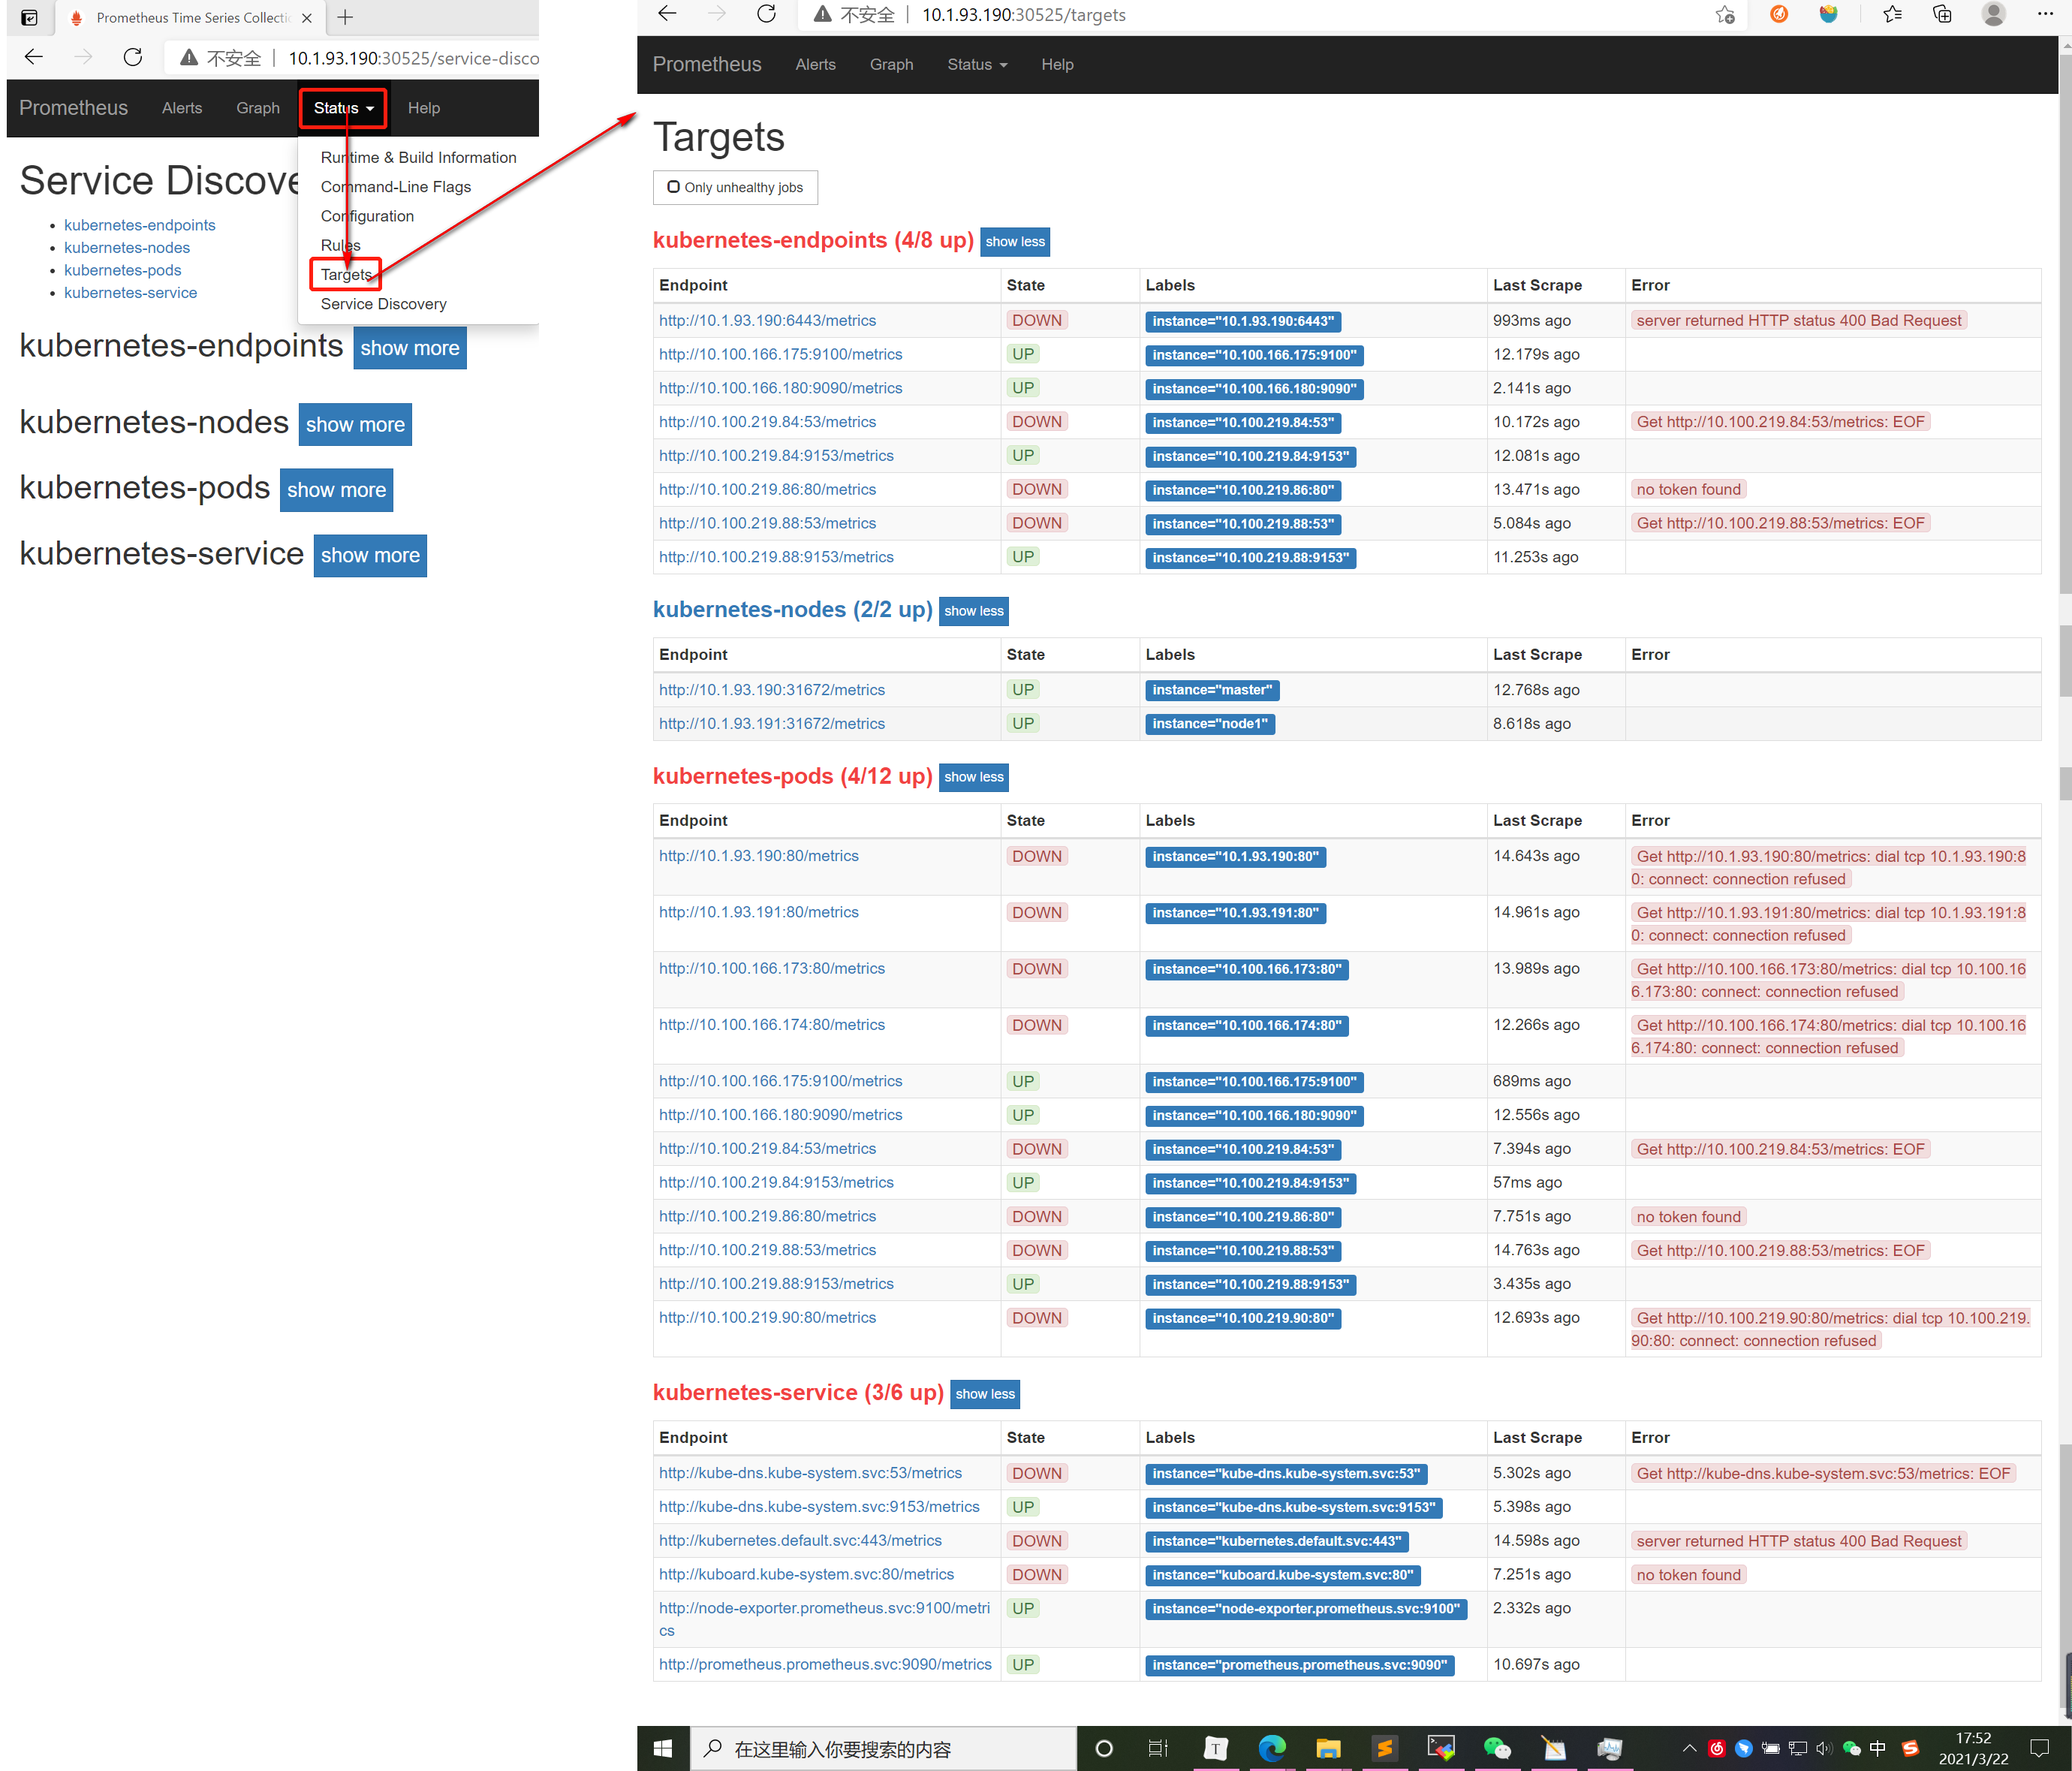 Prometheus Time Series Collectio
不安全 10.1.93.190:30525/service-disco
Prometheus Alerts Graph Status Help
Runtime & Build Information
Command-Line Flags
Configuration
Rules
Targets
Service Discovery
Service Discove
kubernetes-endpoints
kubernetes-nodes
kubernetes-pods
kubernetes-service
kubernetes-endpoints show more
kubernetes-nodes show more
kubernetes-pods show more
kubernetes-service show more
不安全 10.1.93.190:30525/targets
Prometheus Alerts Graph Status Help
Targets
Only unhealthy jobs
kubernetes-endpoints (4/8 up) show less
Endpoint State Labels Last Scrape Error
http://10.1.93.190:6443/metrics DOWN instance="10.1.93.190:6443" 993ms ago server returned HTTP status 400 Bad Request
http://10.100.166.175:9100/metrics UP instance="10.100.166.175:9100" 12.179s ago
http://10.100.166.180:9090/metrics UP instance="10.100.166.180:9090" 2.141s ago
http://10.100.219.84:53/metrics DOWN instance="10.100.219.84:53" 10.172s ago Get http://10.100.219.84:53/metrics: EOF
http://10.100.219.84:9153/metrics UP instance="10.100.219.84:9153" 12.081s ago
http://10.100.219.86:80/metrics DOWN instance="10.100.219.86:80" 13.471s ago no token found
http://10.100.219.88:53/metrics DOWN instance="10.100.219.88:53" 5.084s ago Get http://10.100.219.88:53/metrics: EOF
http://10.100.219.88:9153/metrics UP instance="10.100.219.88:9153" 11.253s ago
kubernetes-nodes (2/2 up) show less
Endpoint State Labels Last Scrape Error
http://10.1.93.190:31672/metrics UP instance="master" 12.768s ago
http://10.1.93.191:31672/metrics UP instance="node1" 8.618s ago
kubernetes-pods (4/12 up) show less
Endpoint State Labels Last Scrape Error
http://10.1.93.190:80/metrics DOWN instance="10.1.93.190:80" 14.643s ago Get http://10.1.93.190:80/metrics: dial tcp 10.1.93.190:8
0: connect: connection refused
http://10.1.93.191:80/metrics DOWN instance="10.1.93.191:80" 14.961s ago Get http://10.1.93.191:80/metrics: dial tcp 10.1.93.191:8
0: connect: connection refused
http://10.100.166.173:80/metrics DOWN instance="10.100.166.173:80" 13.989s ago Get http://10.100.166.173:80/metrics: dial tcp 10.100.16
6.173:80: connect: connection refused
http://10.100.166.174:80/metrics DOWN instance="10.100.166.174:80" 12.266s ago Get http://10.100.166.174:80/metrics: dial tcp 10.100.16
6.174:80: connect: connection refused
http://10.100.166.175:9100/metrics UP instance="10.100.166.175:9100" 689ms ago
http://10.100.166.180:9090/metrics UP instance="10.100.166.180:9090" 12.556s ago
http://10.100.219.84:53/metrics DOWN instance="10.100.219.84:53" 7.394s ago Get http://10.100.219.84:53/metrics: EOF
http://10.100.219.84:9153/metrics UP instance="10.100.219.84:9153" 57ms ago
http://10.100.219.86:80/metrics DOWN instance="10.100.219.86:80" 7.751s ago no token found
http://10.100.219.88:53/metrics DOWN instance="10.100.219.88:53" 14.763s ago Get http://10.100.219.88:53/metrics: EOF
http://10.100.219.88:9153/metrics UP instance="10.100.219.88:9153" 3.435s ago
http://10.100.219.90:80/metrics DOWN instance="10.100.219.90:80" 12.693s ago Get http://10.100.219.90:80/metrics: dial tcp 10.100.219.
90:80: connect: connection refused
kubernetes-service (3/6 up) show less
Endpoint State Labels Last Scrape Error
http://kube-dns.kube-system.svc:53/metrics DOWN instance="kube-dns.kube-system.svc:53" 5.302s ago Get http://kube-dns.kube-system.svc:53/metrics: EOF
http://kube-dns.kube-system.svc:9153/metrics UP instance="kube-dns.kube-system.svc:9153" 5.398s ago
http://kubernetes.default.svc:443/metrics DOWN instance="kubernetes.default.svc:443" 14.598s ago server returned HTTP status 400 Bad Request
http://kuboard.kube-system.svc:80/metrics DOWN instance="kuboard.kube-system.svc:80" 7.251s ago no token found
http://node-exporter.prometheus.svc:9100/metri UP instance="node-exporter.prometheus.svc:9100" 2.332s ago
cs
http://prometheus.prometheus.svc:9090/metrics UP instance="prometheus.prometheus.svc:9090" 10.697s ago
在这里输入你要搜索的内容
中
17:52
2021/3/22